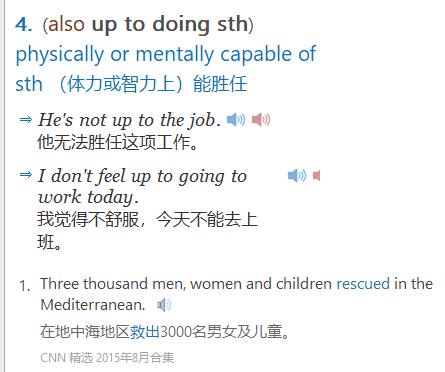 4. (also up to doing sth)
physically or mentally capable of
sth （体力或智力上）能胜任
⇒ He's not up to the job.
他无法胜任这项工作。
⇒ I don't feel up to going to
work today.
我觉得不舒服，今天不能去上
班。
1. Three thousand men, women and children rescued in the
Mediterranean.
在地中海地区救出3000名男女及儿童。
CNN 精选 2015年8月合集